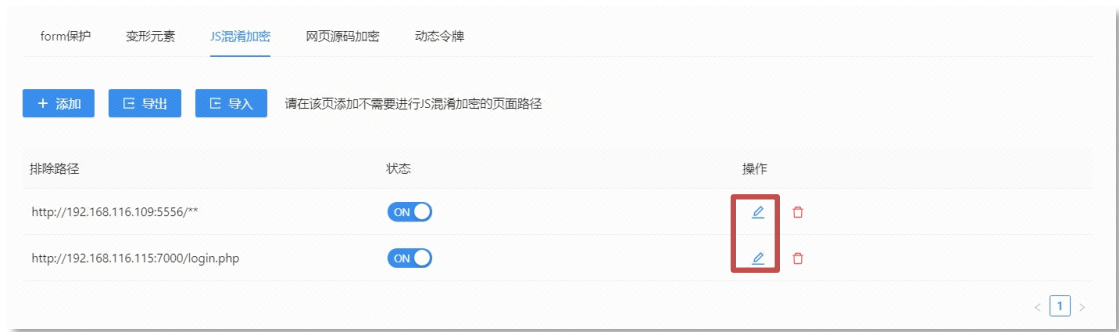 form保护 变形元素 JS混淆加密 网页源码加密 动态令牌
+ 添加 导出 导入 请在该页添加不需要进行JS混淆加密的页面路径
排除路径 状态 操作
http://192.168.116.109:5556/** ON
http://192.168.116.115:7000/login.php ON
< 1 >